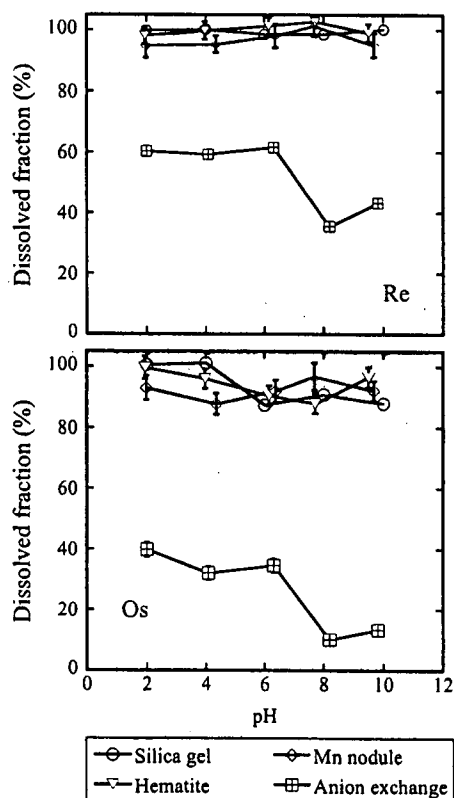 Dissolved fraction (%)
100
80
60
40
20
0
Re
Dissolved fraction (%)
100
80
60
40
20
0
Os
0 2 4 6 8 10 12
pH
Silica gel Mn nodule
Hematite Anion exchange